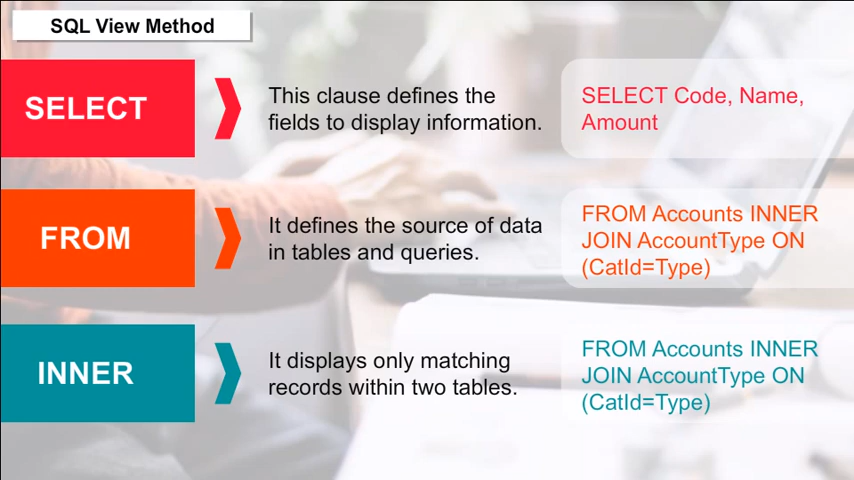 SQL View Method
SELECT
This clause defines the
fields to display information.
SELECT Code, Name,
Amount
FROM
It defines the source of data
in tables and queries.
FROM Accounts INNER
JOIN AccountType ON
(CatId=Type)
INNER
It displays only matching
records within two tables.
FROM Accounts INNER
JOIN AccountType ON
(CatId=Type)